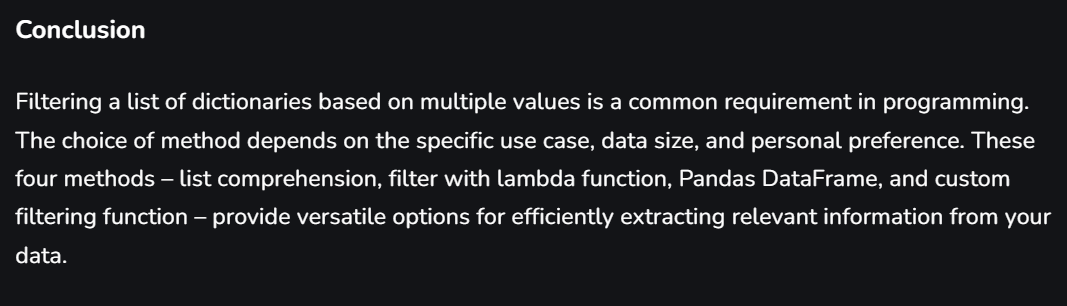 Conclusion
Filtering a list of dictionaries based on multiple values is a common requirement in programming.
The choice of method depends on the specific use case, data size, and personal preference. These
four methods – list comprehension, filter with lambda function, Pandas DataFrame, and custom
filtering function – provide versatile options for efficiently extracting relevant information from your
data.